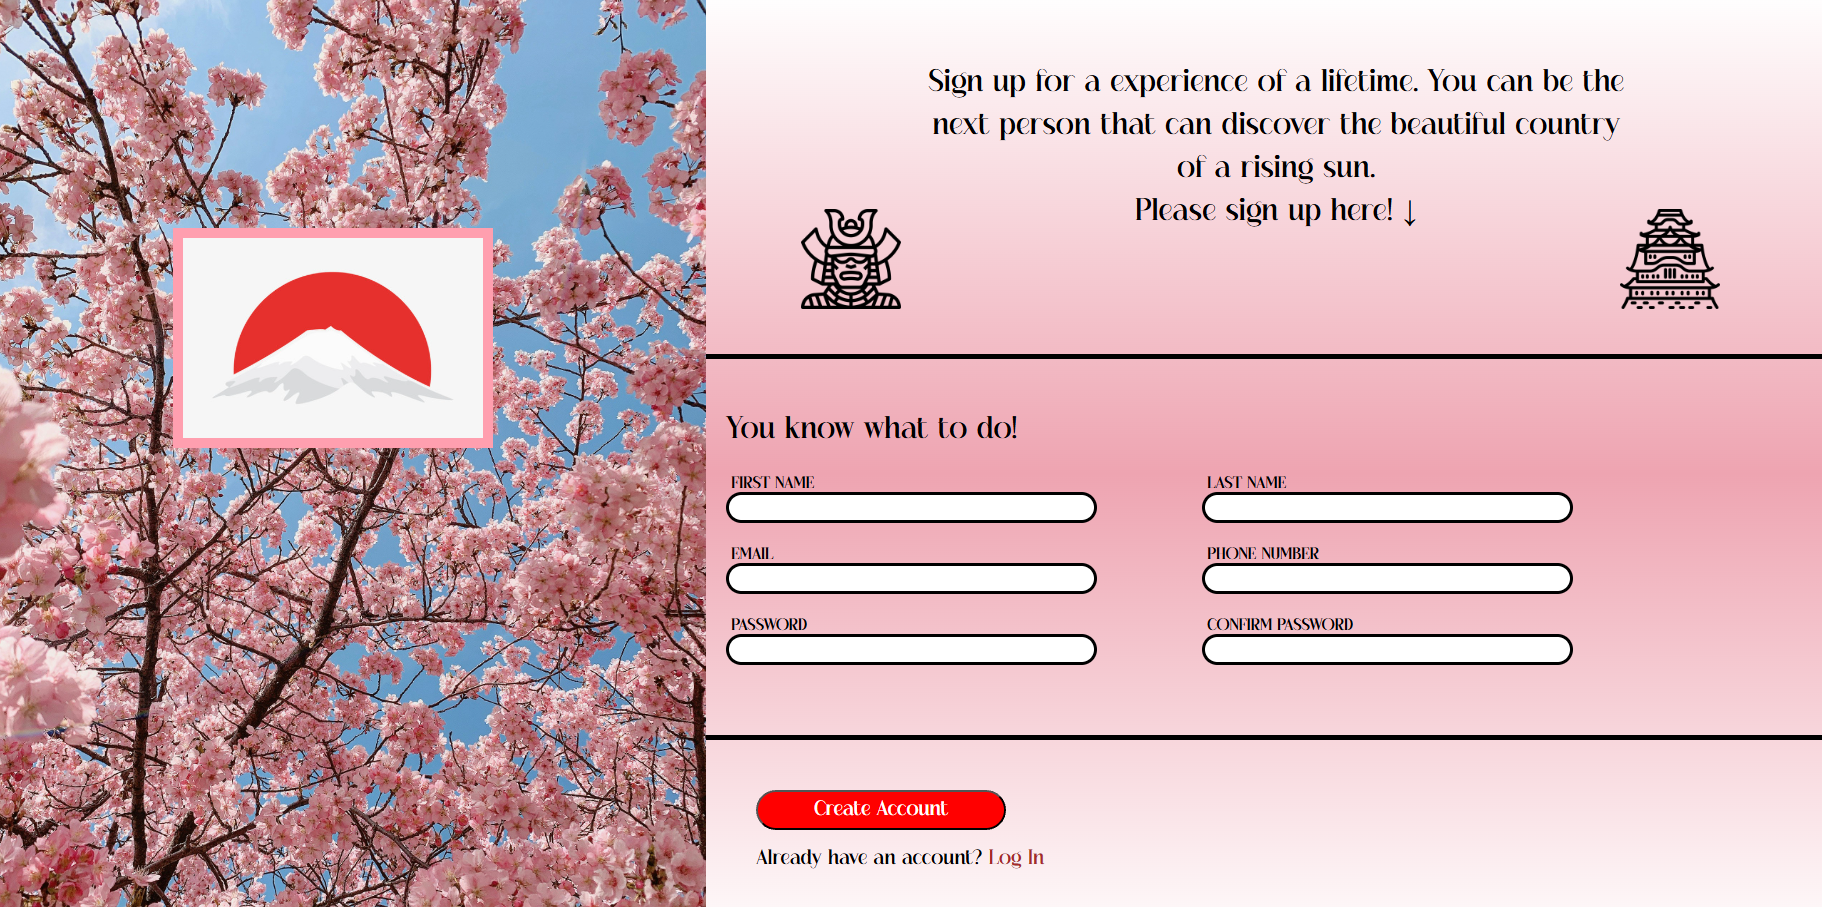 Sign up for a experience of a lifetime. You can be the
next person that can discover the beautiful country
of a rising sun.
Please sign up here! ↓
You know what to do!
FIRST NAME
LAST NAME
EMAIL
PHONE NUMBER
PASSWORD
CONFIRM PASSWORD
Create Account
Already have an account? Log In